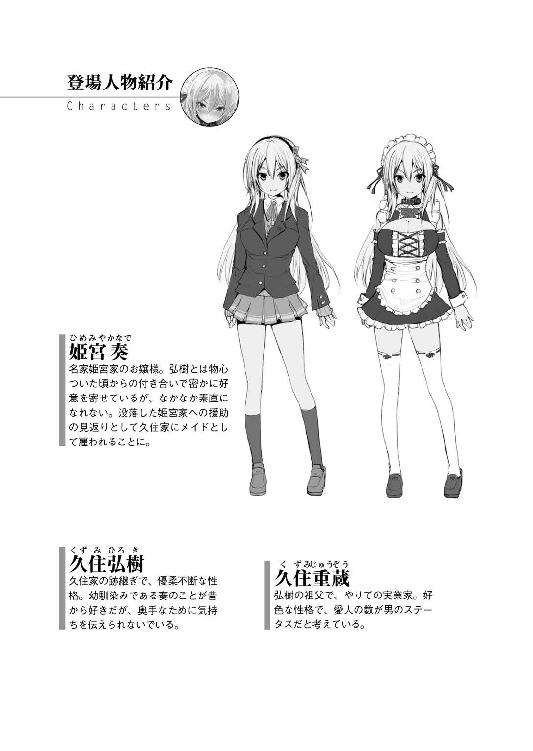 登場人物紹介
Characters
ひめみやかなで
姫宮 奏
名家姫宮家のお嬢様。弘樹とは物心
ついた頃からの付き合いで密かに好
意を寄せているが、なかなか素直に
なれない。没落した姫宮家への援助
の見返りとして久住家にメイドとし
て雇われることに。
くずみひろき
久住弘樹
久住家の跡継ぎで、優柔不断な性
格。幼馴染みである奏のことが昔
から好きだが、奥手なために気持
ちを伝えられないでいる。
くずみじゅうぞう
久住重蔵
弘樹の祖父で、やりての実業家。好
色な性格で、愛人の数が男のステー
タスだと考えている。